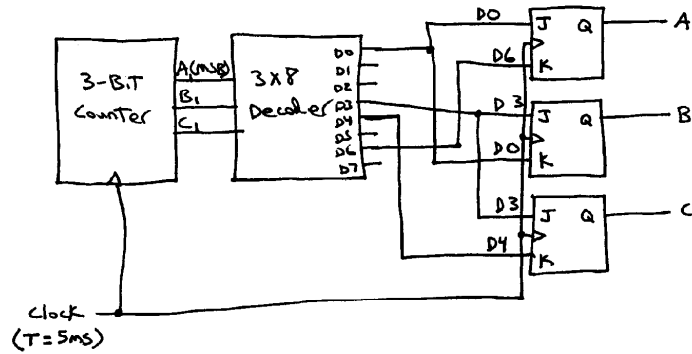 3-BIT
Counter
A1(MSB)
B1
C1
3x8
Decoder
D0
D1
D2
D3
D4
D5
D6
D7
D0
J Q
D6
K
A
D3
J Q
D0
K
B
D3
J Q
D4
K
C
Clock
(T=5ms)